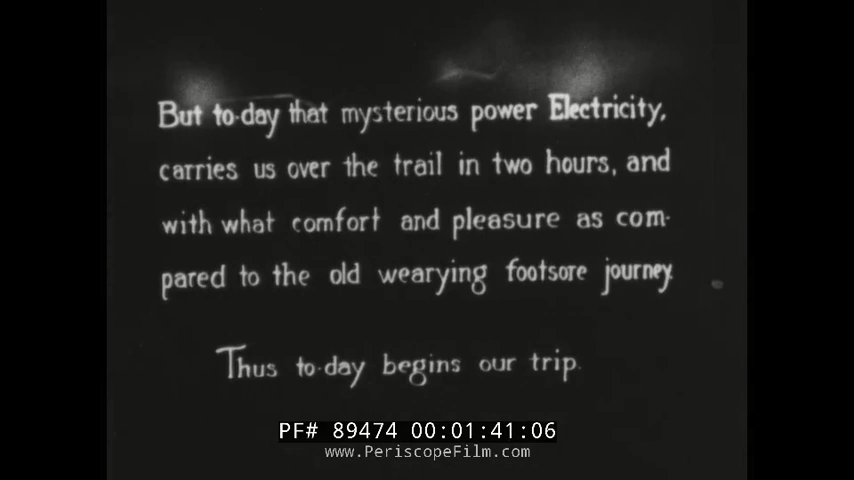 But to-day that mysterious power Electricity,
carries us over the trail in two hours, and
with what comfort and pleasure as com-
pared to the old wearying footsore journey.
Thus to-day begins our trip.
PF# 89474 00:01:41:06
www.PeriscopeFilm.com